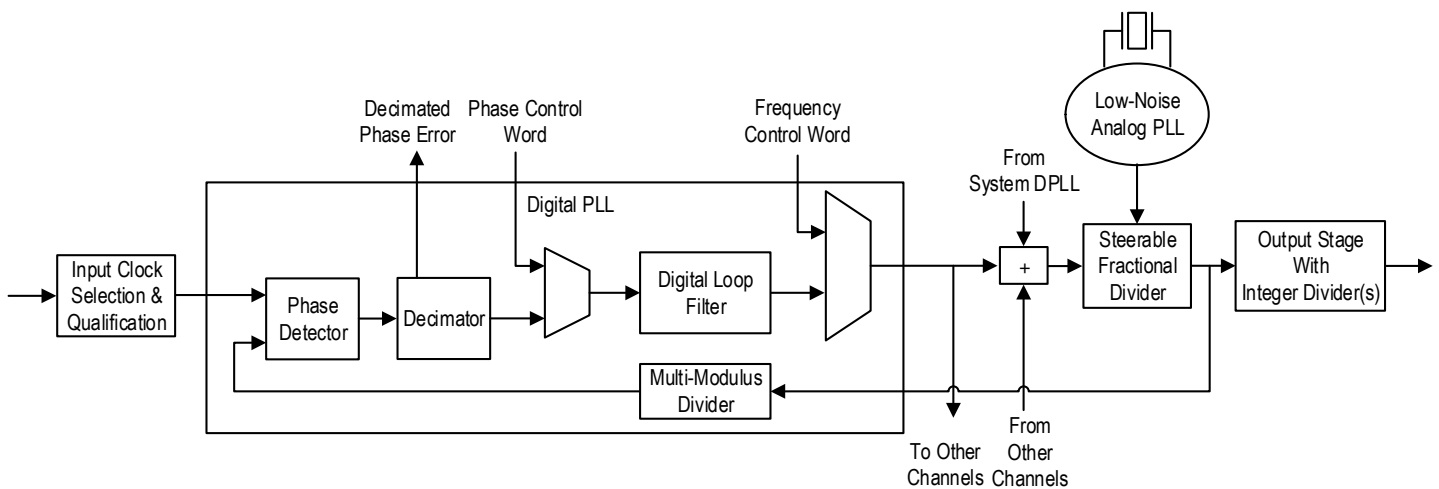 Low-Noise
Analog PLL
Decimated
Phase Error
Phase Control
Word
Frequency
Control Word
From
System DPLL
Digital PLL
Input Clock
Selection &
Qualification
Phase
Detector
Decimator
Digital Loop
Filter
+
Steerable
Fractional
Divider
Output Stage
With
Integer Divider(s)
Multi-Modulus
Divider
To Other
Channels
From
Other
Channels